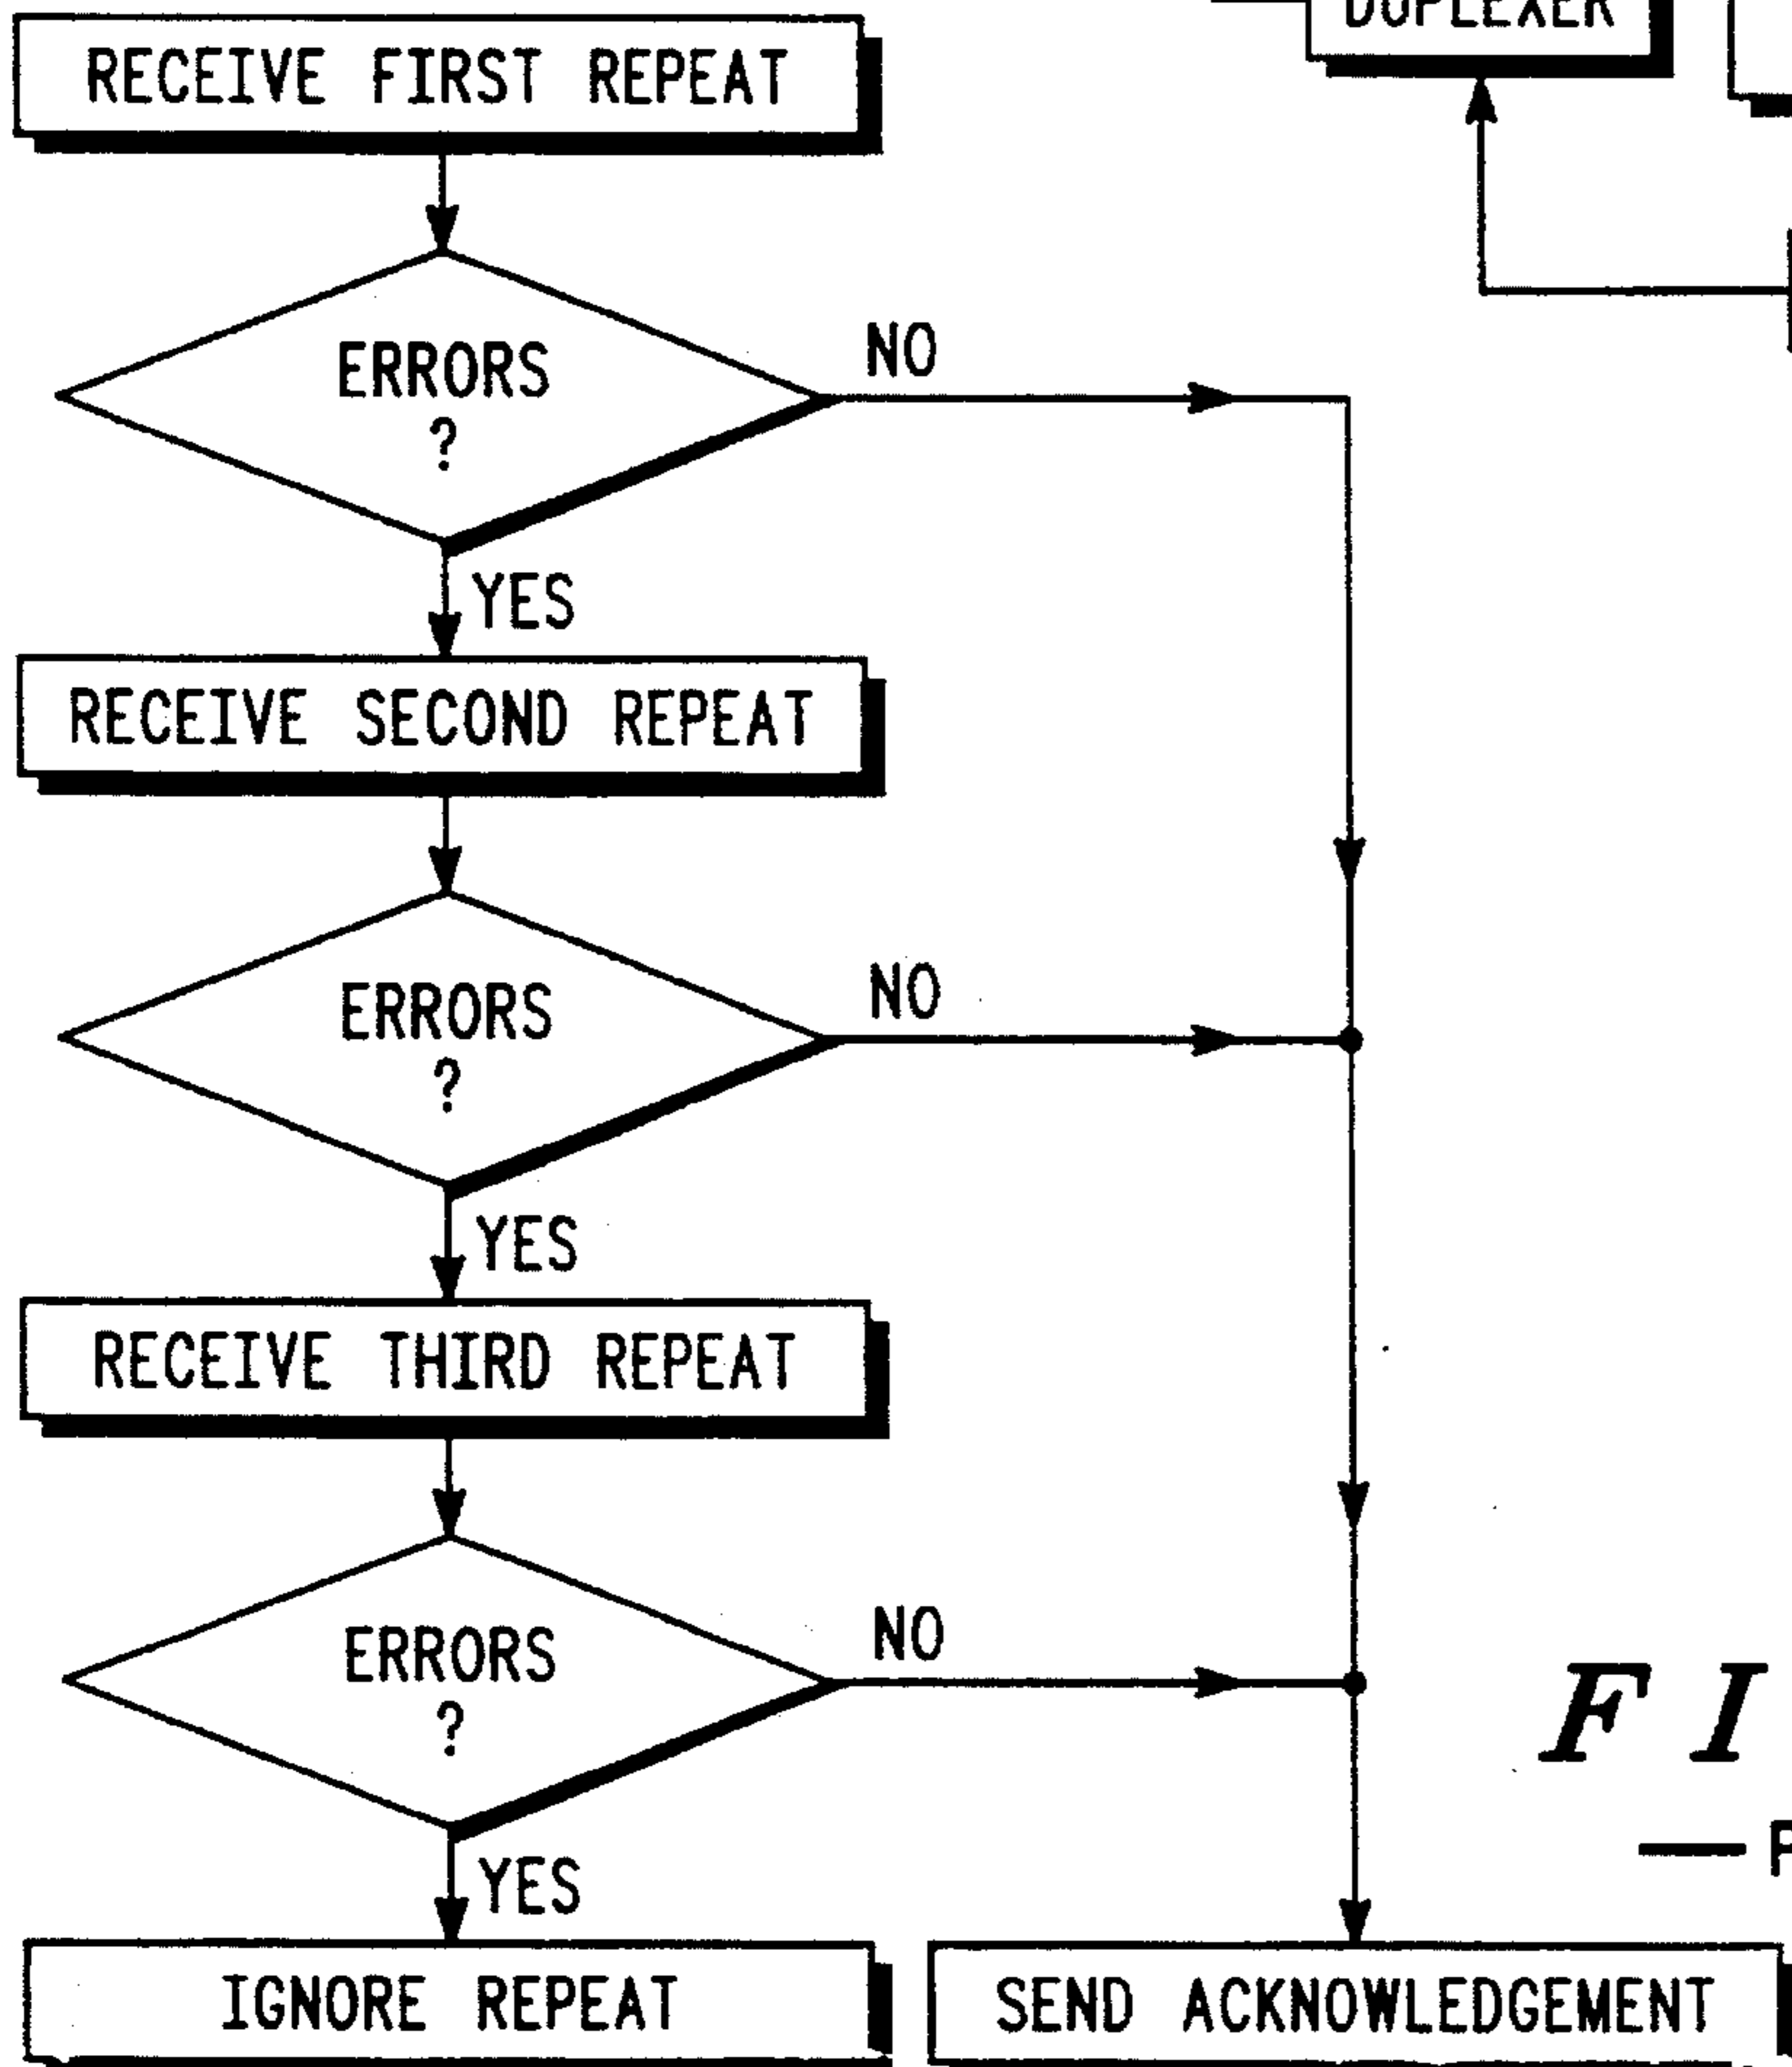 RECEIVE FIRST REPEAT
DUPLEXER
ERRORS
?
NO
YES
RECEIVE SECOND REPEAT
ERRORS
?
NO
YES
RECEIVE THIRD REPEAT
ERRORS
?
NO
YES
IGNORE REPEAT
SEND ACKNOWLEDGEMENT